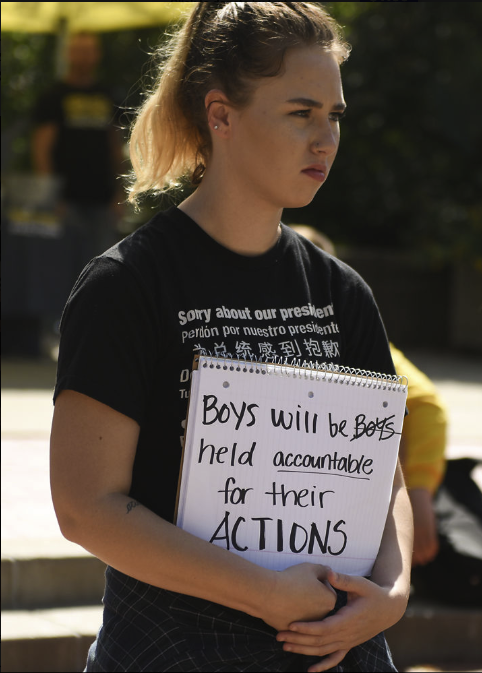 Sorry about our president
Perdón por nuestro president
为总统感到抱歉
Boys will be Boys
held accountable
for their
ACTIONS